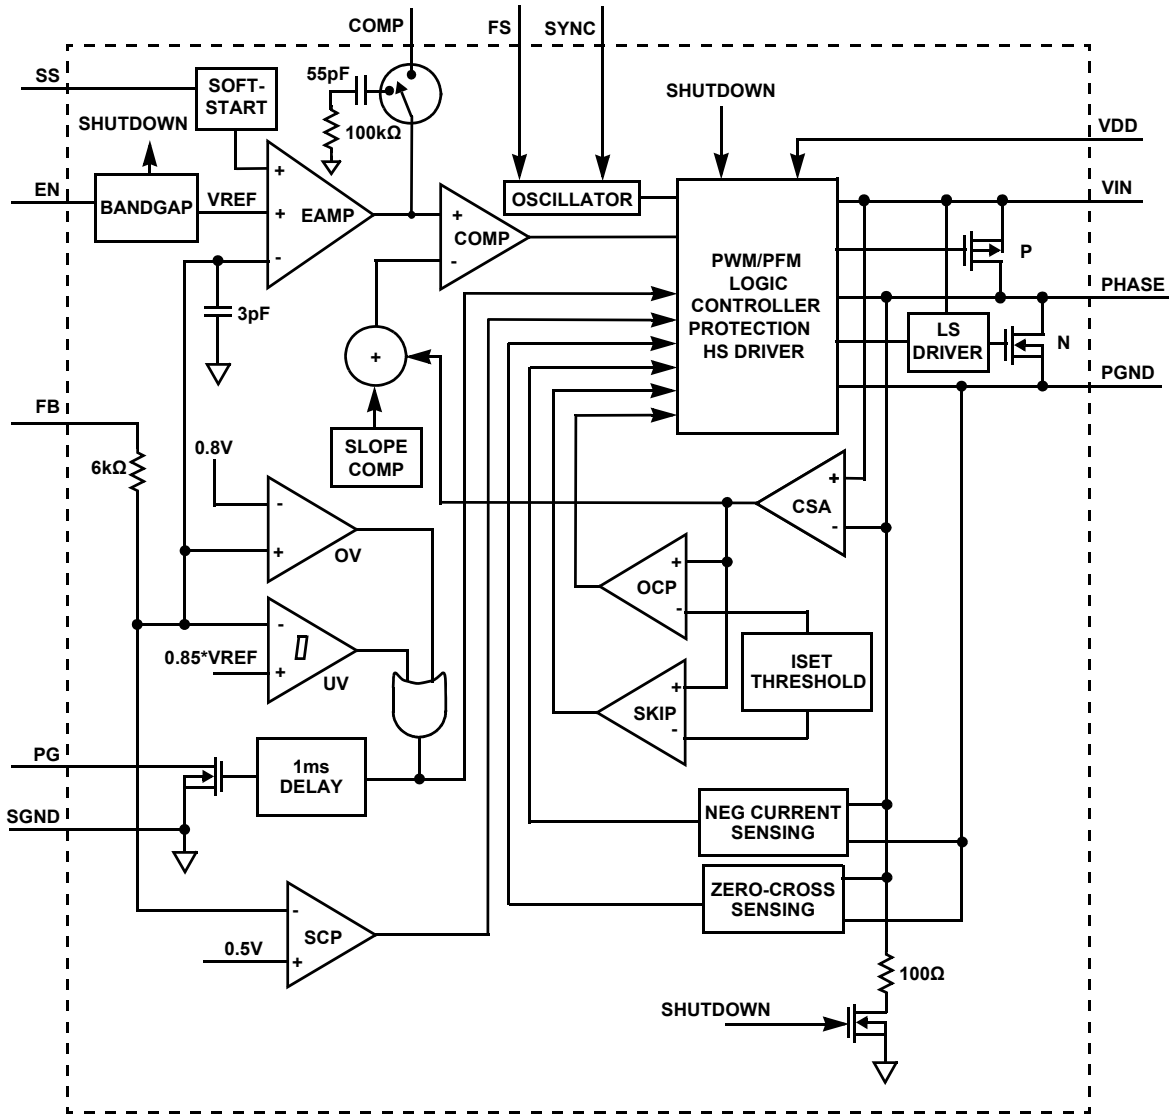 COMP
FS
SYNC
SS
SOFT-
START
55pF
100kΩ
SHUTDOWN
SHUTDOWN
VDD
EN
BANDGAP
VREF
+
+
-
EAMP
+
-
COMP
OSCILLATOR
VIN
P
PWM/PFM
LOGIC
CONTROLLER
PROTECTION
HS DRIVER
PHASE
3pF
+
LS
DRIVER
N
PGND
FB
SLOPE
COMP
6kΩ
0.8V
-
+
OV
+
-
CSA
+
-
OCP
-
+
UV
0.85*VREF
ISET
THRESHOLD
+
-
SKIP
PG
1ms
DELAY
SGND
NEG CURRENT
SENSING
ZERO-CROSS
SENSING
-
+
SCP
0.5V
100Ω
SHUTDOWN